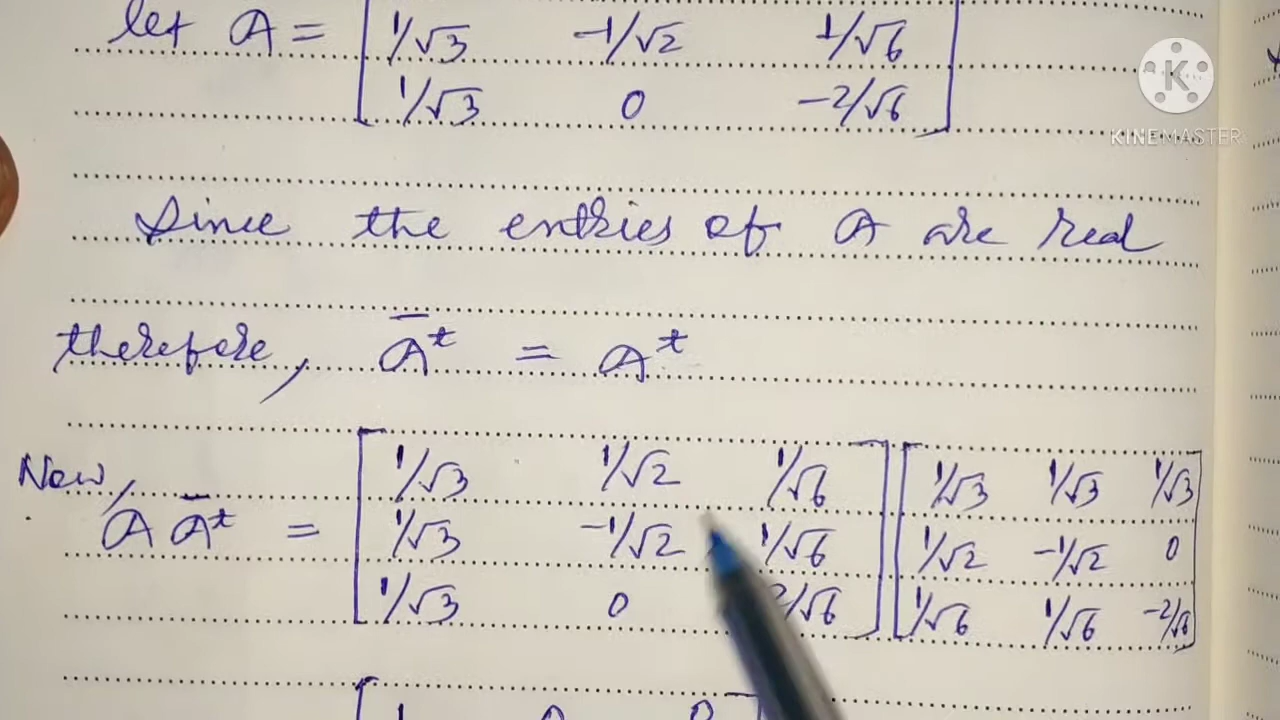 let A = [ 1/√3 -1/√2 1/√6
1/√3 0 -2/√6 ]
K
KINEMASTER
Since the entries of A are real
therefore, A̅ᵗ = Aᵗ
Now, A A̅ᵗ = [ 1/√3 1/√2 1/√6 ] [ 1/√3 1/√3 1/√3 ]
[ 1/√3 -1/√2 1/√6 ] [ 1/√2 -1/√2 0 ]
[ 1/√3 0 2/√6 ] [ 1/√6 1/√6 -2/√6 ]